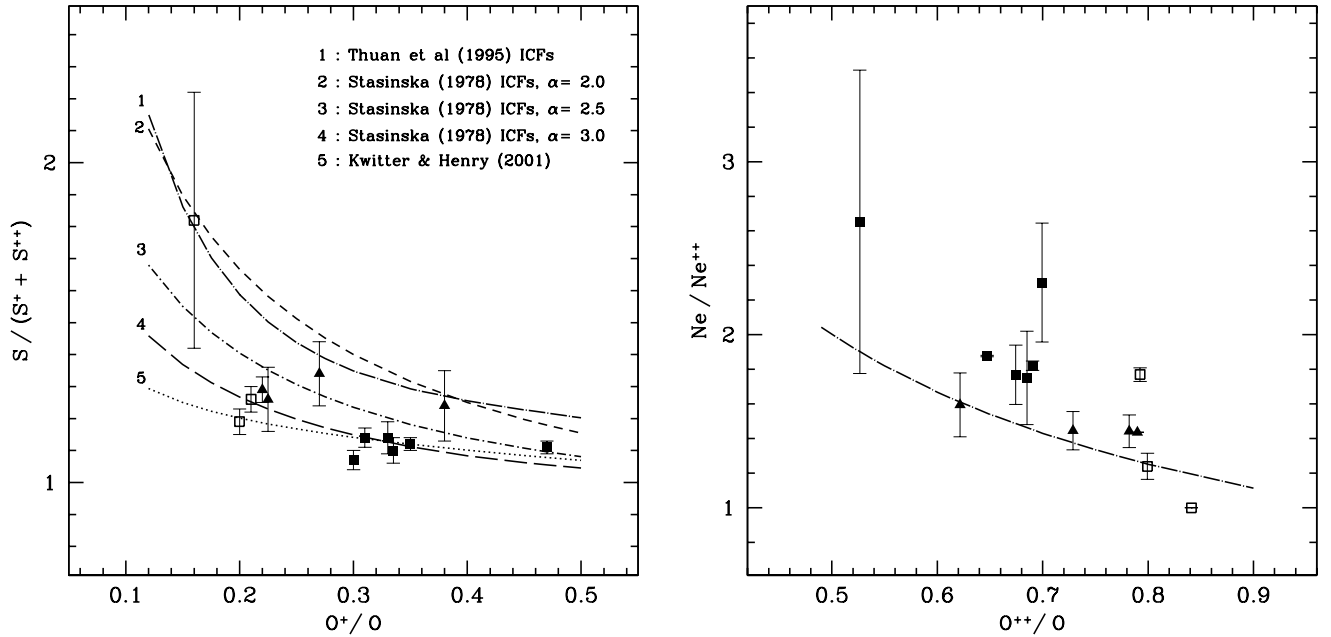 1 : Thuan et al (1995) ICFs
2 : Stasinska (1978) ICFs, α= 2.0
3 : Stasinska (1978) ICFs, α= 2.5
4 : Stasinska (1978) ICFs, α= 3.0
5 : Kwitter & Henry (2001)
1
2
3
4
5
2
1
S / (S⁺ + S⁺⁺)
0.1 0.2 0.3 0.4 0.5
O⁺/ O
3
2
1
Ne / Ne⁺⁺
0.5 0.6 0.7 0.8 0.9
O⁺⁺/ O